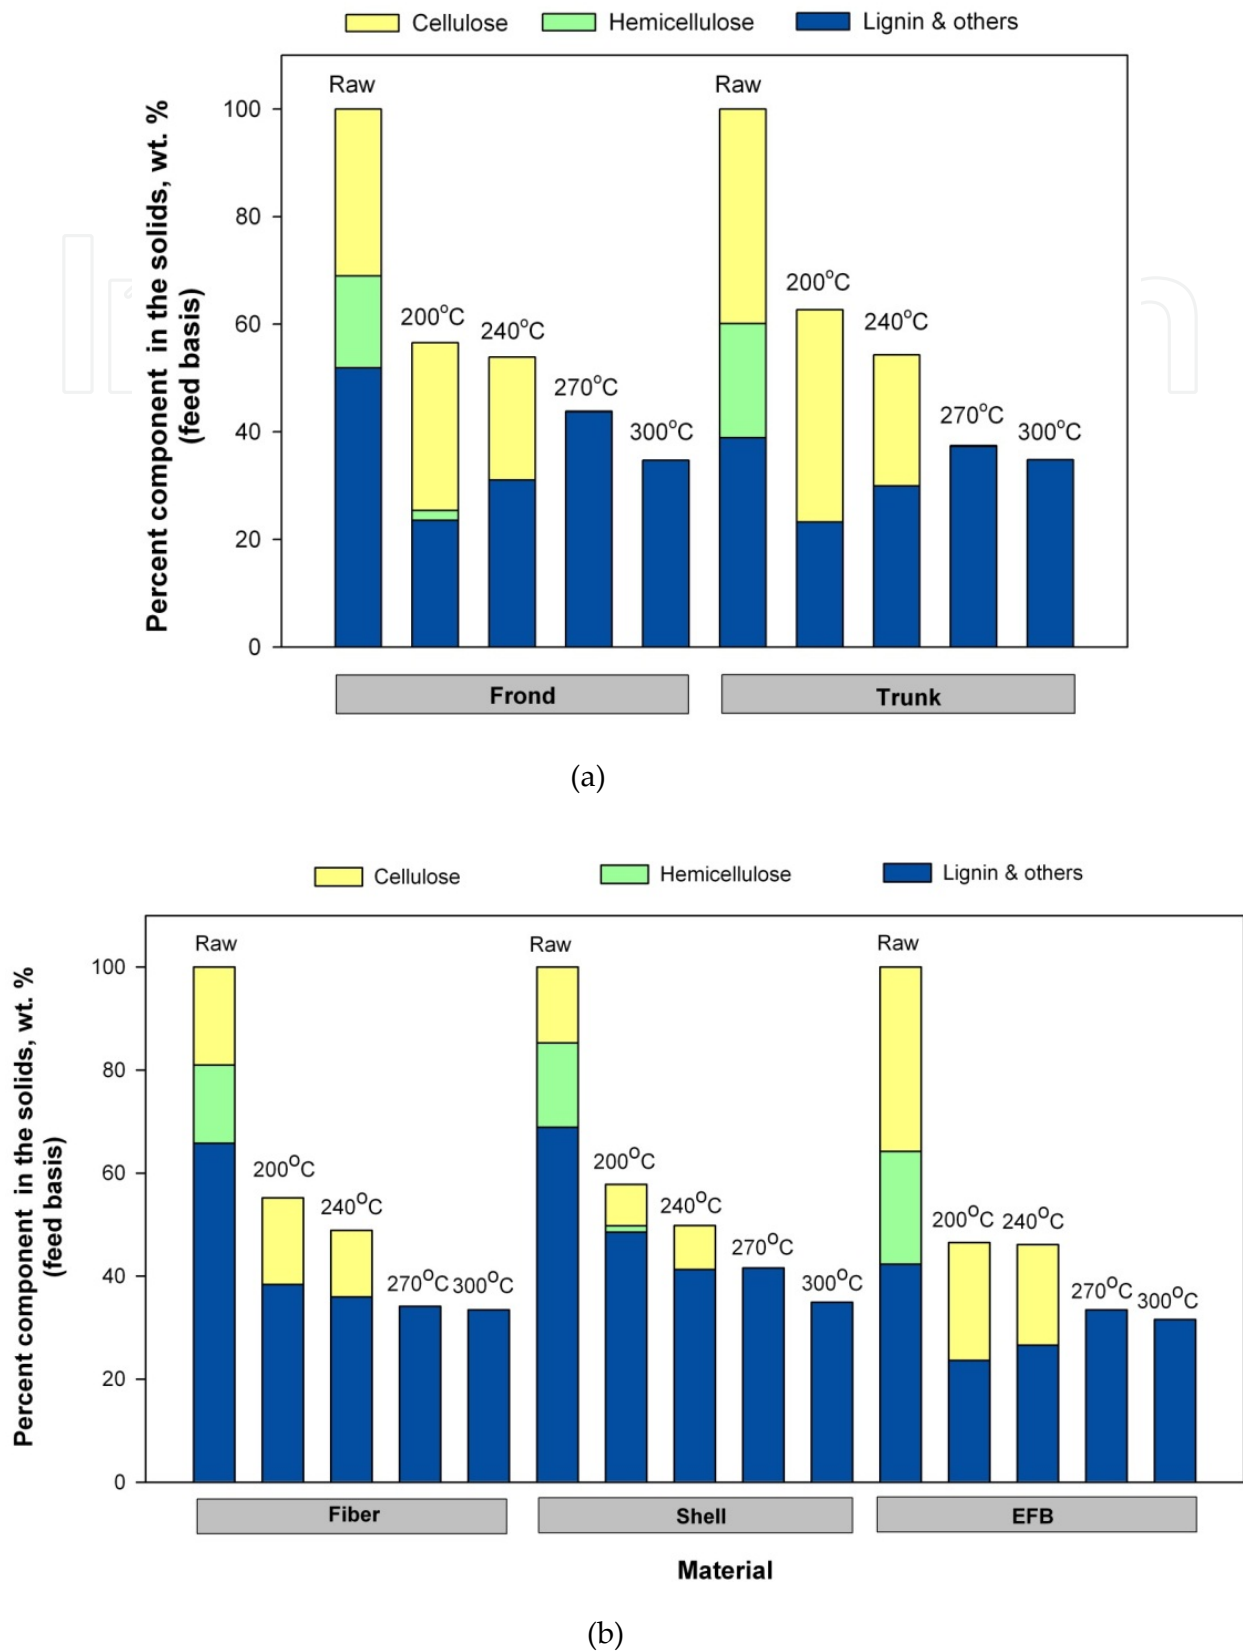 Cellulose Hemicellulose Lignin & others
Percent component in the solids, wt. %
(feed basis)
100
80
60
40
20
0
Raw
200°C
240°C
270°C
300°C
Raw
200°C
240°C
270°C
300°C
Frond Trunk
(a)
Cellulose Hemicellulose Lignin & others
Percent component in the solids, wt. %
(feed basis)
100
80
60
40
20
0
Raw
200°C
240°C
270°C
300°C
Raw
200°C
240°C
270°C
300°C
Raw
200°C
240°C
270°C
300°C
Fiber Shell EFB
Material
(b)